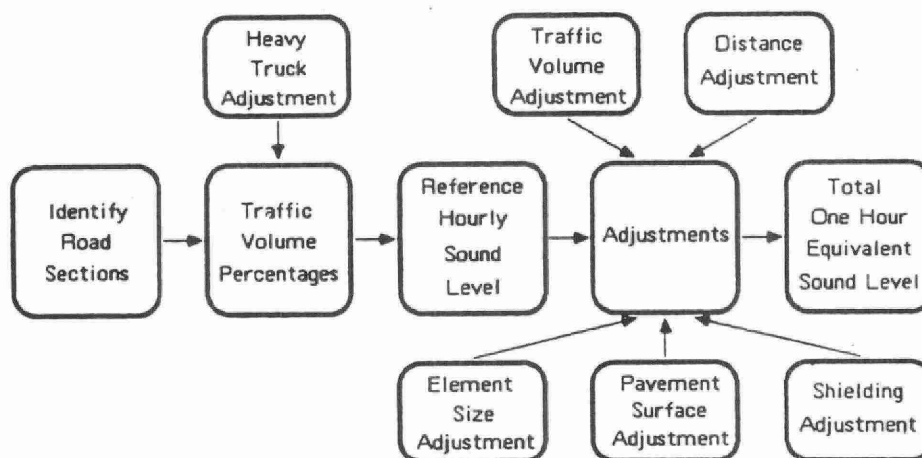 Heavy
Truck
Adjustment
Traffic
Volume
Adjustment
Distance
Adjustment
Identify
Road
Sections
Traffic
Volume
Percentages
Reference
Hourly
Sound
Level
Adjustments
Total
One Hour
Equivalent
Sound Level
Element
Size
Adjustment
Pavement
Surface
Adjustment
Shielding
Adjustment